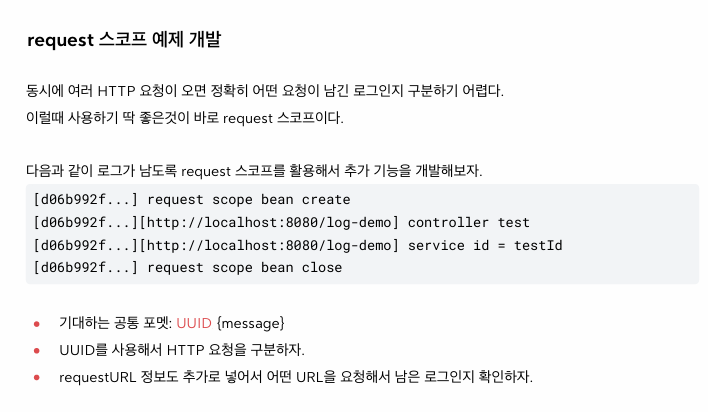 request 스코프 예제 개발
동시에 여러 HTTP 요청이 오면 정확히 어떤 요청이 남긴 로그인지 구분하기 어렵다.
이럴때 사용하기 딱 좋은것이 바로 request 스코프이다.
다음과 같이 로그가 남도록 request 스코프를 활용해서 추가 기능을 개발해보자.
[d06b992f...] request scope bean create
[d06b992f...][http://localhost:8080/log-demo] controller test
[d06b992f...][http://localhost:8080/log-demo] service id = testId
[d06b992f...] request scope bean close
• 기대하는 공통 포멧: UUID {message}
• UUID를 사용해서 HTTP 요청을 구분하자.
• requestURL 정보도 추가로 넣어서 어떤 URL을 요청해서 남은 로그인지 확인하자.